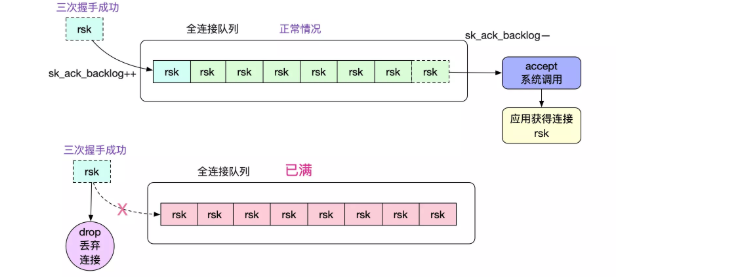 三次握手成功
rsk
全连接队列 正常情况
sk_ack_backlog—
sk_ack_backlog++
rsk rsk rsk rsk rsk rsk rsk rsk
accept
系统调用
应用获得连接
rsk
三次握手成功
rsk
全连接队列 已满
rsk rsk rsk rsk rsk rsk rsk rsk
drop
丢弃
连接